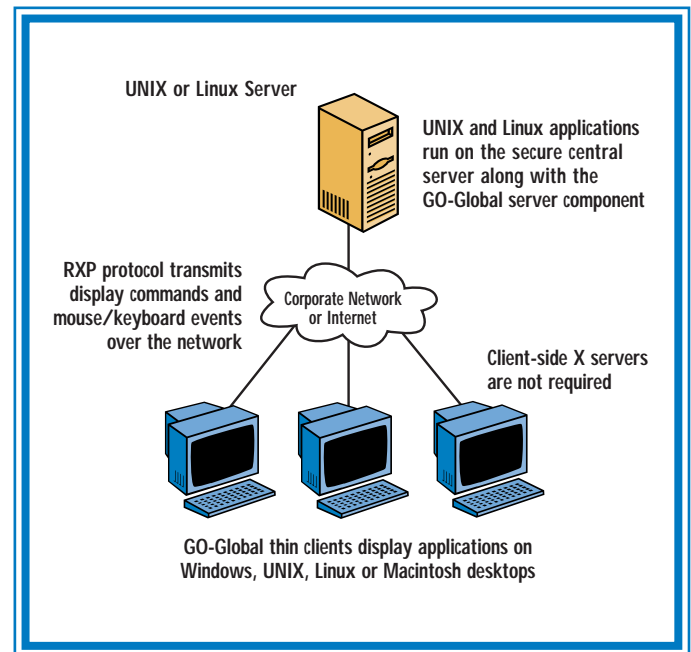 UNIX or Linux Server
UNIX and Linux applications
run on the secure central
server along with the
GO-Global server component
RXP protocol transmits
display commands and
mouse/keyboard events
over the network
Corporate Network
or Internet
Client-side X servers
are not required
GO-Global thin clients display applications on
Windows, UNIX, Linux or Macintosh desktops